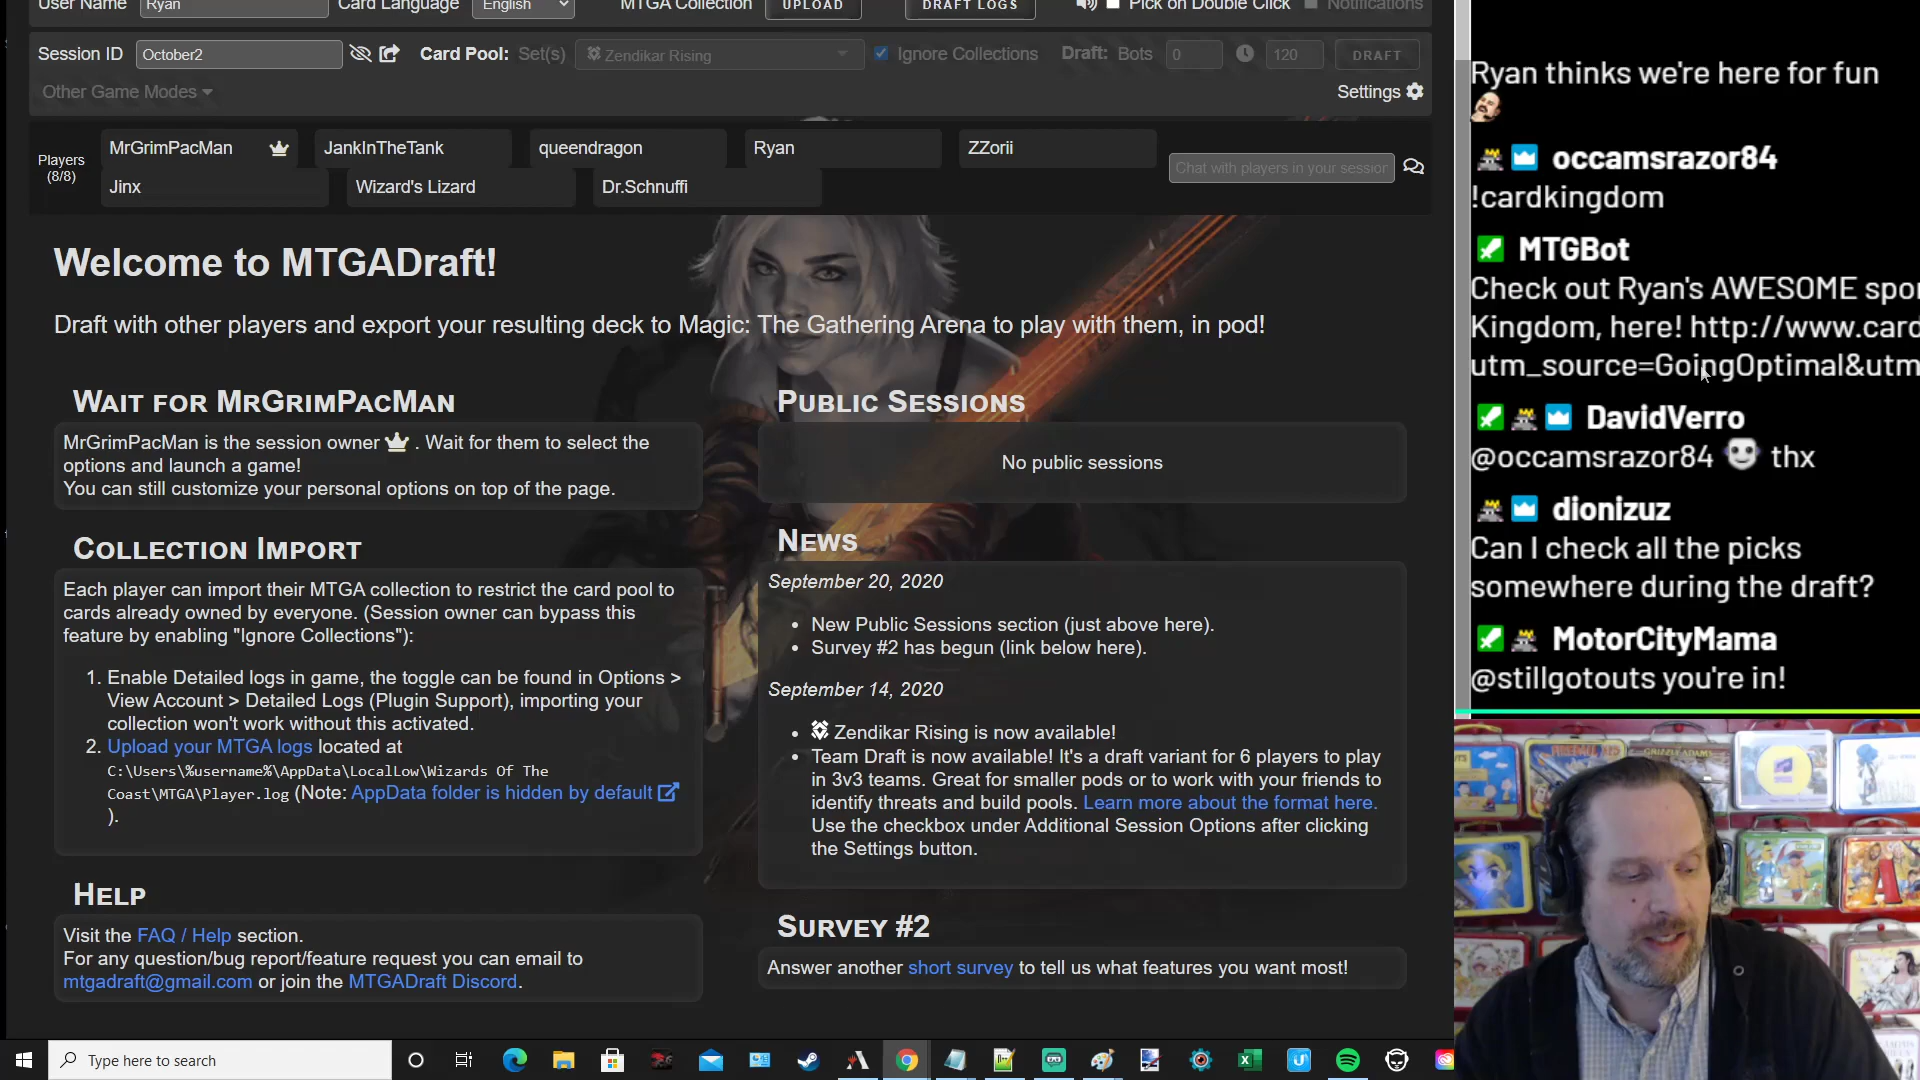 User Name Ryan Card Language English MTGA Collection UPLOAD DRAFT LOGS Pick on Double Click Notifications
Session ID October2 Card Pool: Set(s) Zendikar Rising Ignore Collections Draft: Bots 0 120 DRAFT
Other Game Modes Settings
Players
(8/8)
MrGrimPacMan JankInTheTank queendragon Ryan ZZorii
Jinx Wizard's Lizard Dr.Schnuffi
Chat with players in your session
Welcome to MTGADraft!
Draft with other players and export your resulting deck to Magic: The Gathering Arena to play with them, in pod!
Wait for MrGrimPacMan
MrGrimPacMan is the session owner . Wait for them to select the
options and launch a game!
You can still customize your personal options on top of the page.
Collection Import
Each player can import their MTGA collection to restrict the card pool to
cards already owned by everyone. (Session owner can bypass this
feature by enabling "Ignore Collections"):
1. Enable Detailed logs in game, the toggle can be found in Options >
View Account > Detailed Logs (Plugin Support), importing your
collection won't work without this activated.
2. Upload your MTGA logs located at
C:\Users\%username%\AppData\LocalLow\Wizards Of The
Coast\MTGA\Player.log (Note: AppData folder is hidden by default
).
Help
Visit the FAQ / Help section.
For any question/bug report/feature request you can email to
mtgadraft@gmail.com or join the MTGADraft Discord.
Public Sessions
No public sessions
News
September 20, 2020
• New Public Sessions section (just above here).
• Survey #2 has begun (link below here).
September 14, 2020
• Zendikar Rising is now available!
• Team Draft is now available! It's a draft variant for 6 players to play
in 3v3 teams. Great for smaller pods or to work with your friends to
identify threats and build pools. Learn more about the format here.
Use the checkbox under Additional Session Options after clicking
the Settings button.
Survey #2
Answer another short survey to tell us what features you want most!
Ryan thinks we're here for fun
occamsrazor84
!cardkingdom
MTGBot
Check out Ryan's AWESOME spo
Kingdom, here! http://www.card
utm_source=GoingOptimal&utm
DavidVerro
@occamsrazor84 thx
dionizuz
Can I check all the picks
somewhere during the draft?
MotorCityMama
@stillgotouts you're in!
Type here to search